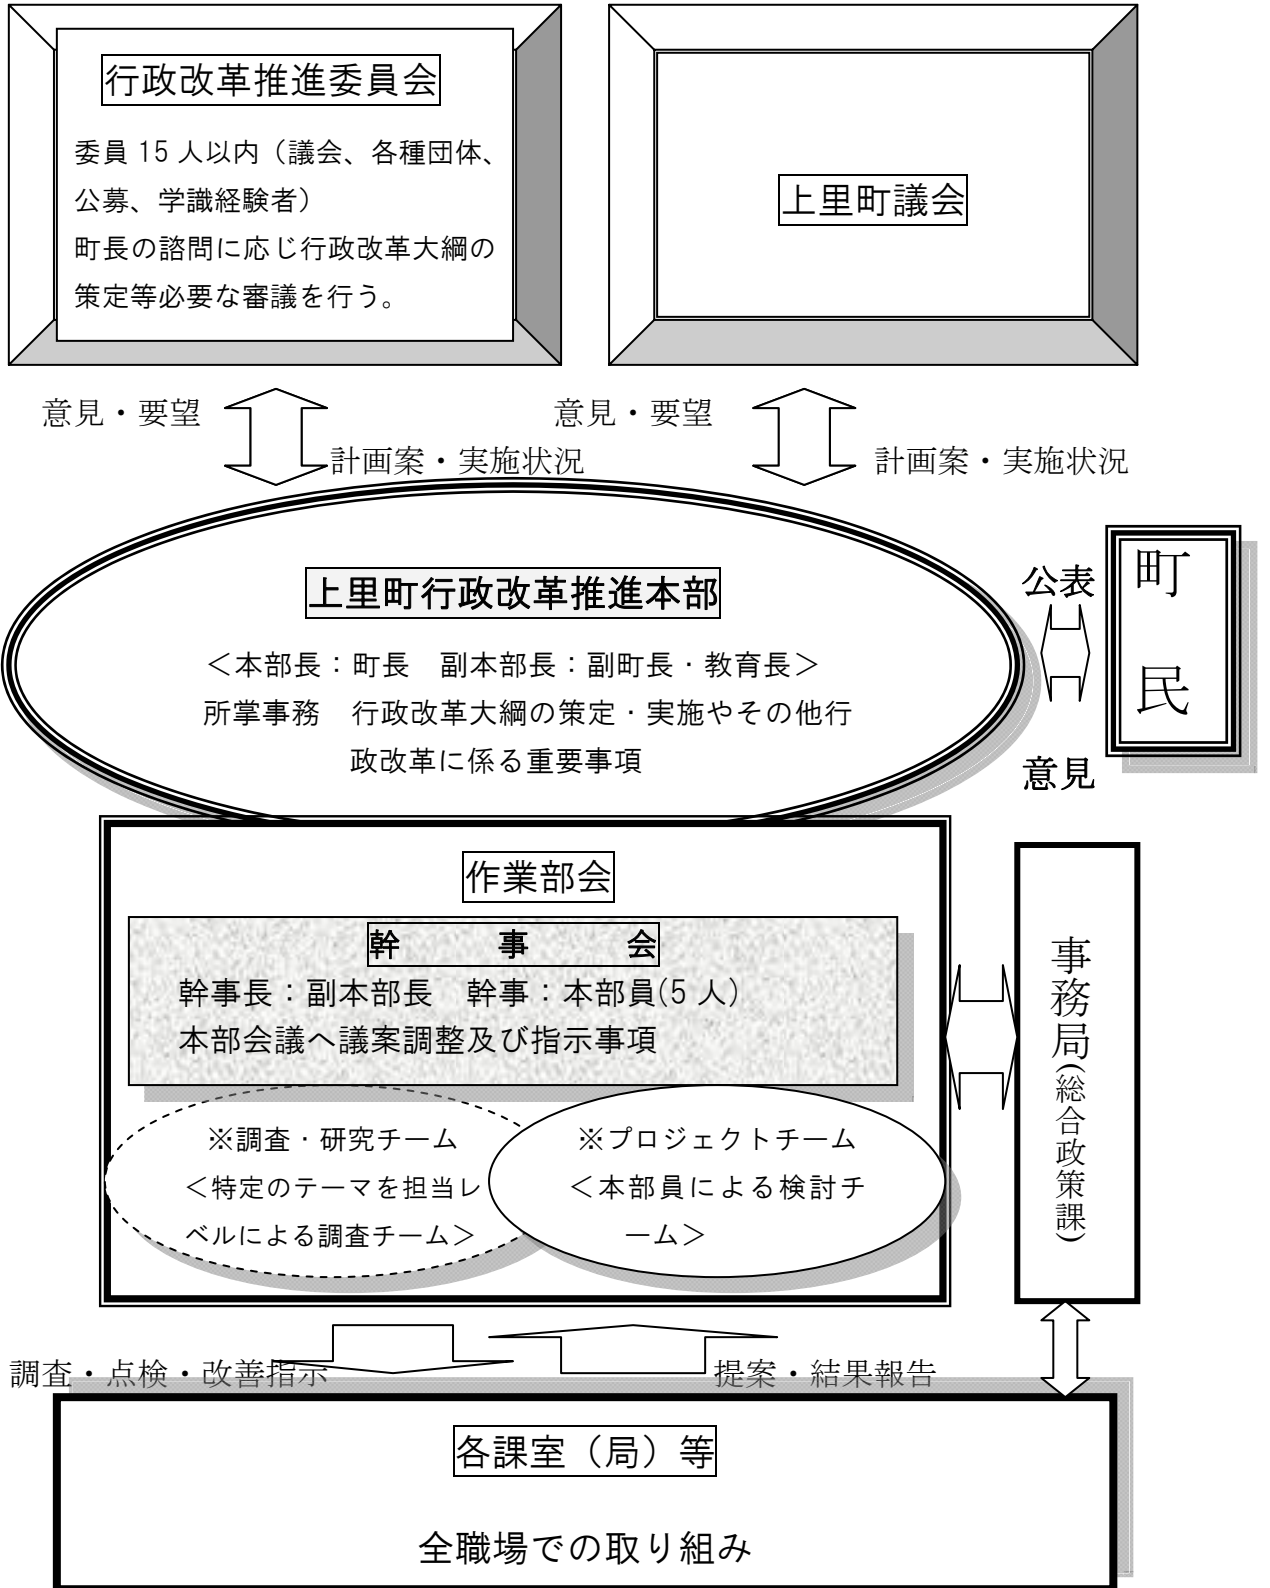 行政改革推進委員会
委員 15 人以内（議会、各種団体、
公募、学識経験者）
町長の諮問に応じ行政改革大綱の
策定等必要な審議を行う。
上里町議会
意見・要望
計画案・実施状況
意見・要望
計画案・実施状況
上里町行政改革推進本部
＜本部長：町長　副本部長：副町長・教育長＞
所掌事務　行政改革大綱の策定・実施やその他行
政改革に係る重要事項
公表
意見
町民
作業部会
幹　事　会
幹事長：副本部長　幹事：本部員(5 人)
本部会議へ議案調整及び指示事項
※調査・研究チーム
＜特定のテーマを担当レ
ベルによる調査チーム＞
※プロジェクトチーム
＜本部員による検討チ
ーム＞
事務局(総合政策課)
調査・点検・改善指示
提案・結果報告
各課室（局）等
全職場での取り組み